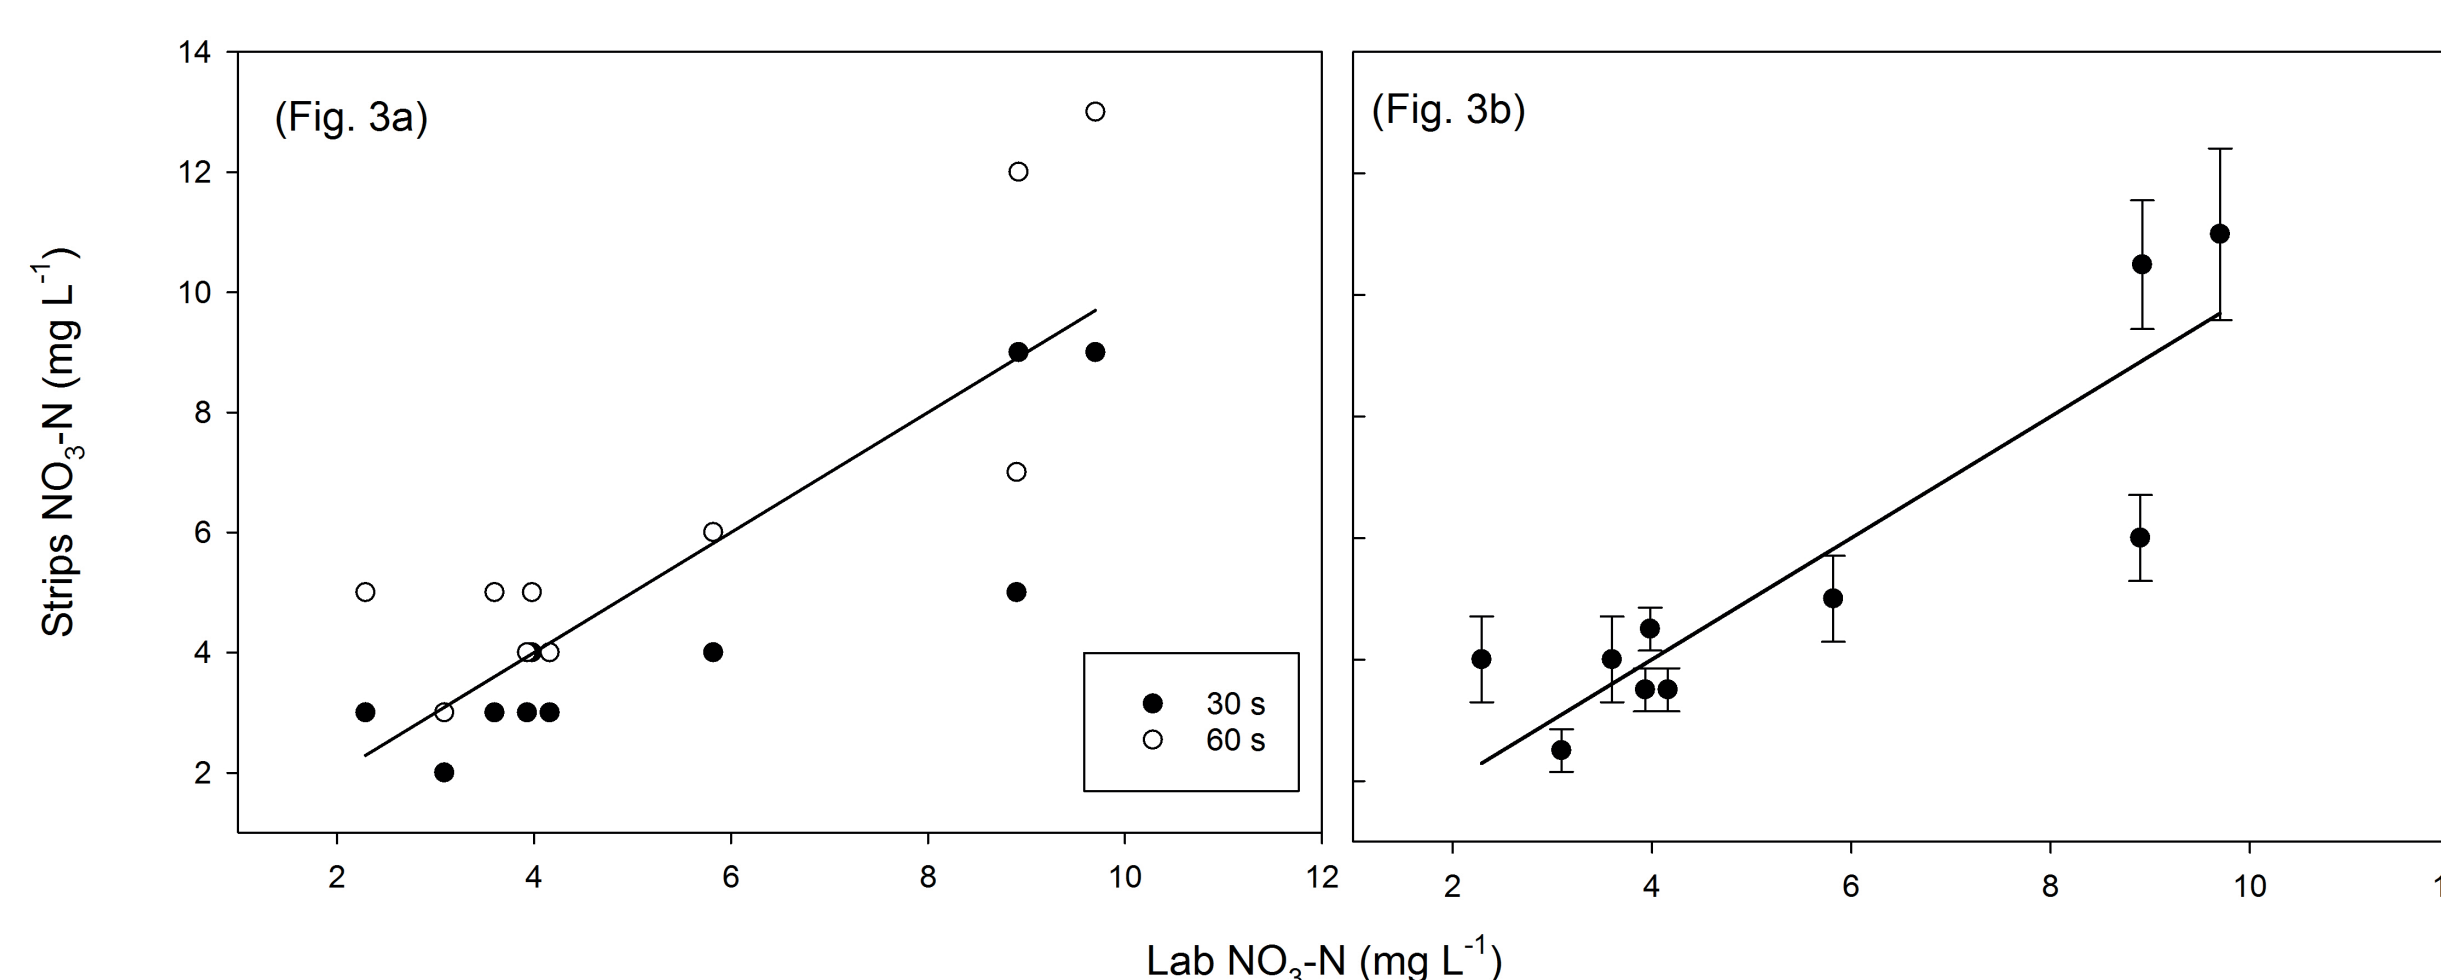 14
12
10
8
6
4
2
Strips NO3-N (mg L-1)
(Fig. 3a)
30 s
60 s
2 4 6 8 10 12
(Fig. 3b)
2 4 6 8 10
Lab NO3-N (mg L-1)